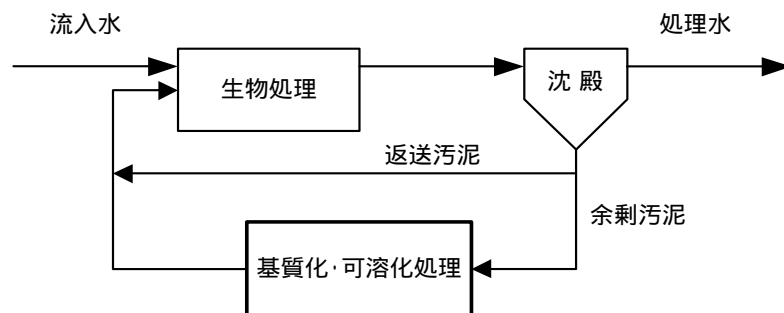 流入水
処理水
生物処理
沈 殿
返送汚泥
余剰汚泥
基質化·可溶化処理